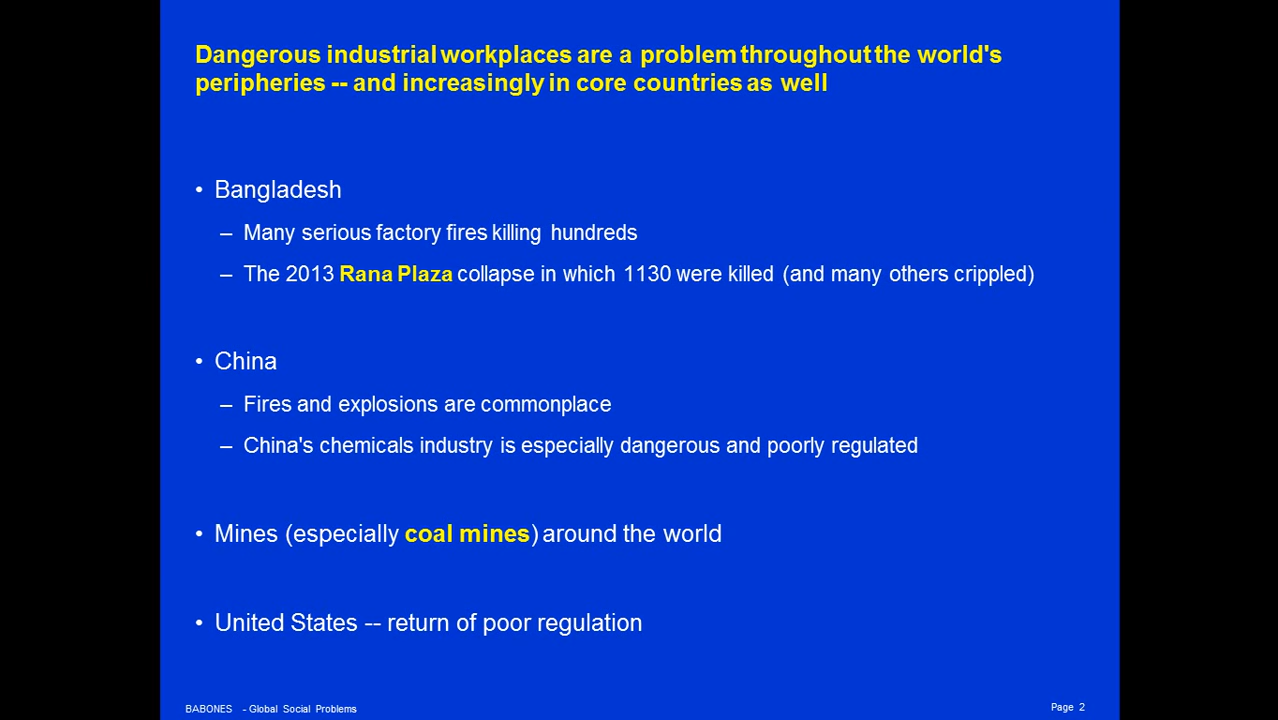 Dangerous industrial workplaces are a problem throughout the world's
peripheries -- and increasingly in core countries as well
• Bangladesh
– Many serious factory fires killing hundreds
– The 2013 Rana Plaza collapse in which 1130 were killed (and many others crippled)
• China
– Fires and explosions are commonplace
– China's chemicals industry is especially dangerous and poorly regulated
• Mines (especially coal mines) around the world
• United States -- return of poor regulation
BABONES - Global Social Problems
Page 2